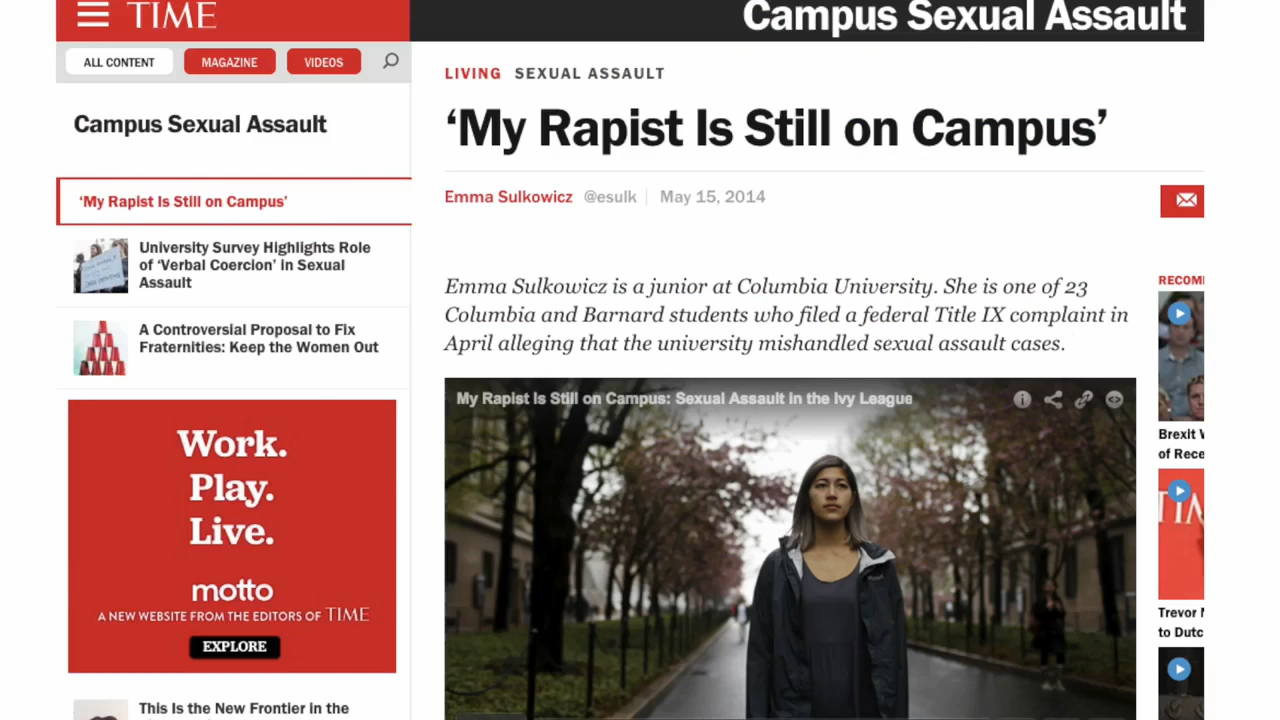 TIME
Campus Sexual Assault
ALL CONTENT
MAGAZINE
VIDEOS
Campus Sexual Assault
‘My Rapist Is Still on Campus’
University Survey Highlights Role
of ‘Verbal Coercion’ in Sexual
Assault
A Controversial Proposal to Fix
Fraternities: Keep the Women Out
Work.
Play.
Live.
motto
A NEW WEBSITE FROM THE EDITORS OF TIME
EXPLORE
This Is the New Frontier in the
LIVING SEXUAL ASSAULT
‘My Rapist Is Still on Campus’
Emma Sulkowicz @esulk May 15, 2014
Emma Sulkowicz is a junior at Columbia University. She is one of 23
Columbia and Barnard students who filed a federal Title IX complaint in
April alleging that the university mishandled sexual assault cases.
My Rapist Is Still on Campus: Sexual Assault in the Ivy League
RECOM
Brexit
of Rece
TIM
Trevor
to Dutc